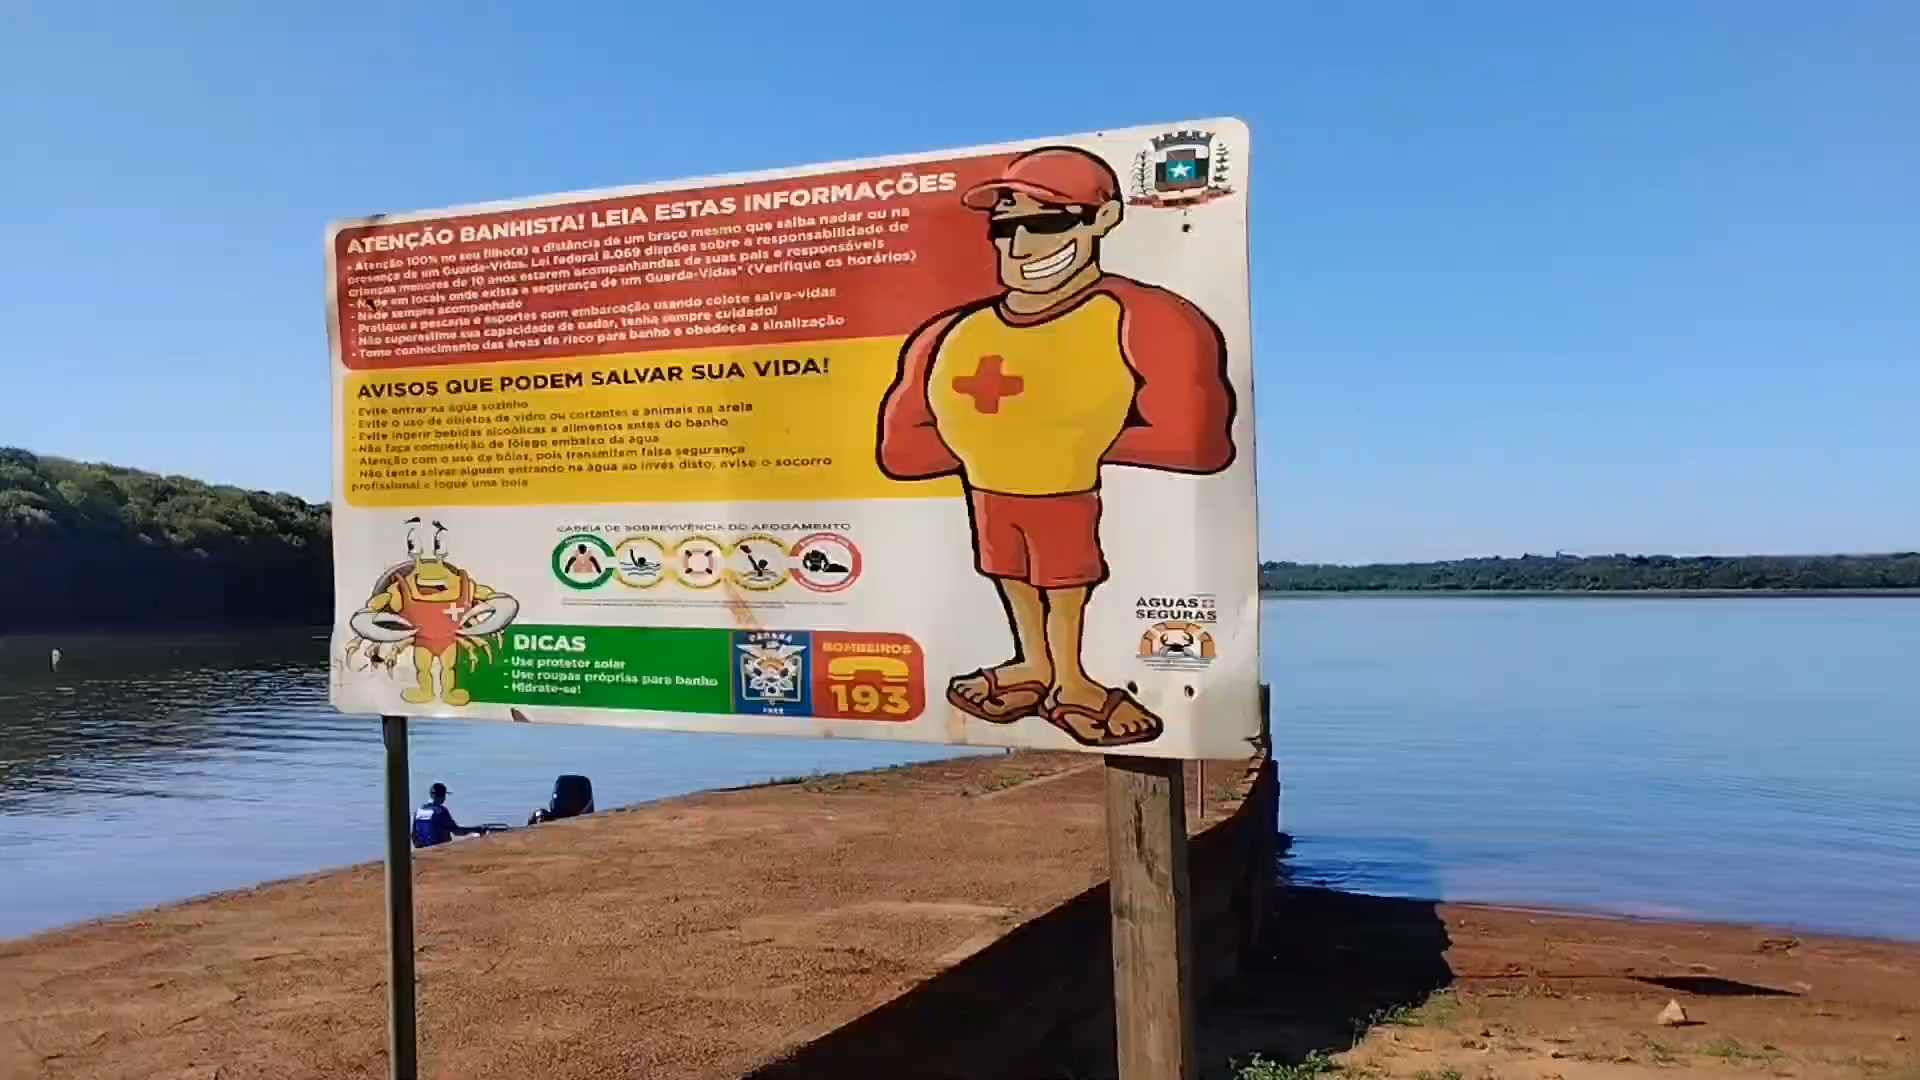 ATENÇÃO BANHISTA! LEIA ESTAS INFORMAÇÕES
- Atenção 100% no seu filho(a) a distância de um braço mesmo que saiba nadar ou na
presença de um Guarda-Vidas. Lei federal 8.069 dispões sobre a responsabilidade de
crianças menores de 10 anos estarem acompanhandas de suas pais e responsáveis
- Nade em locais onde exista a segurança de um Guarda-Vidas* (Verifique os horários)
- Nade sempre acompanhado
- Pratique a pescaria e esportes com embarcação usando colete salva-vidas
- Não superestime sua capacidade de nadar, tenha sempre cuidado!
- Tome conhecimento das áreas de risco para banho e obedeça a sinalização
AVISOS QUE PODEM SALVAR SUA VIDA!
- Evite entrar na água sozinho
- Evite o uso de objetos de vidro ou cortantes e animais na areia
- Evite ingerir bebidas alcoólicas e alimentos antes do banho
- Não faça competição de fôlego embaixo da água
- Atenção com o uso de bóias, pois transmitem falsa segurança
- Não tente salvar alguém entrando na água ao invés disto, avise o socorro
profissional e jogue uma boia
CADEIA DE SOBREVIVÊNCIA DO AFOGAMENTO
DICAS
- Use protetor solar
- Use roupas próprias para banho
- Hidrate-se!
PARANÁ
BOMBEIROS
193
ÁGUAS
SEGURAS